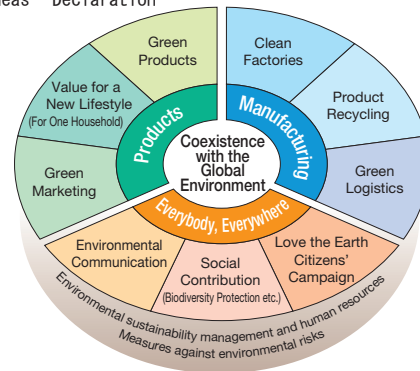 Declaration
Green
Products
Clean
Factories
Value for a
New Lifestyle
(For One Household)
Product
Recycling
Green
Marketing
Green
Logistics
Products
Manufacturing
Coexistence
with the
Global
Environment
Everybody, Everywhere
Environmental
Communication
Social
Contribution
(Biodiversity Protection etc.)
Love the Earth
Citizens'
Campaign
Environmental sustainability management and human resources
Measures against environmental risks